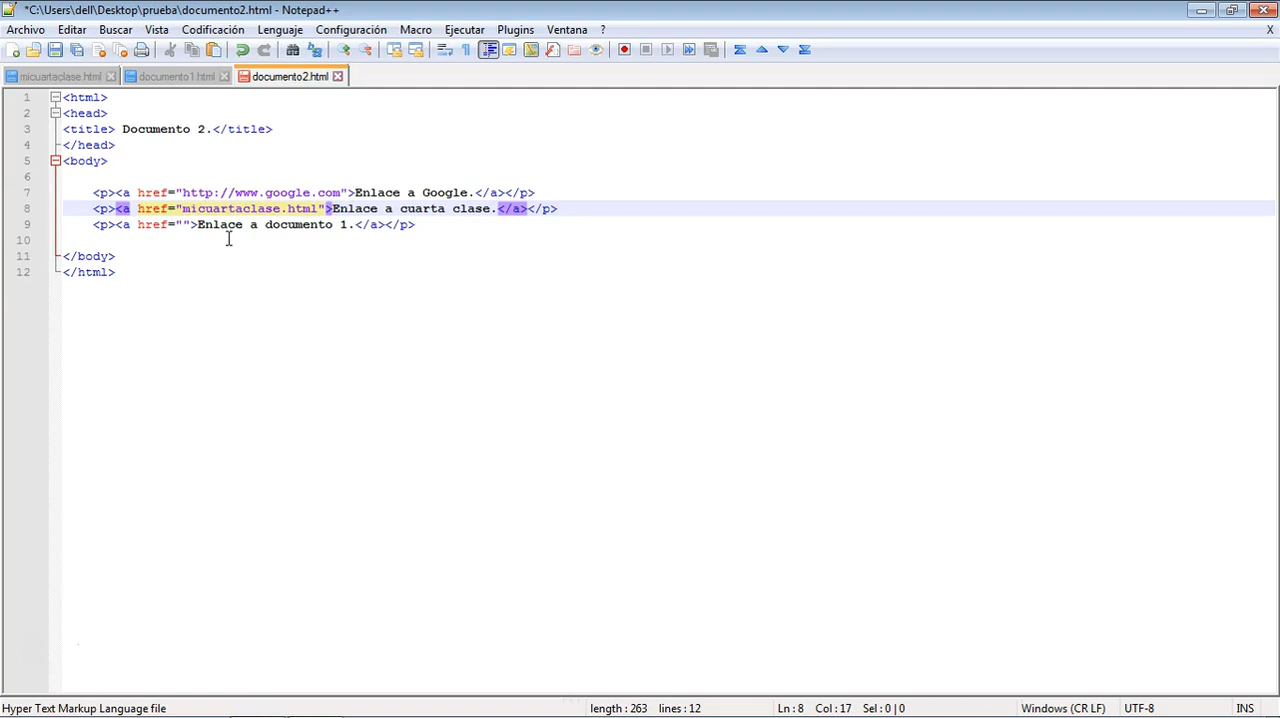 *C:\Users\dell\Desktop\prueba\documento2.html - Notepad++
Archivo Editar Buscar Vista Codificación Lenguaje Configuración Macro Ejecutar Plugins Ventana ? X
micuartaclase.html documento1.html documento2.html
1 <html>
2 <head>
3 <title> Documento 2.</title>
4 </head>
5 <body>
6
7 <p><a href="http://www.google.com">Enlace a Google.</a></p>
8 <p><a href="micuartaclase.html">Enlace a cuarta clase.</a></p>
9 <p><a href="">Enlace a documento 1.</a></p>
10
11 </body>
12 </html>
Hyper Text Markup Language file length : 263 lines : 12 Ln : 8 Col : 17 Sel : 0 | 0 Windows (CR LF) UTF-8 INS